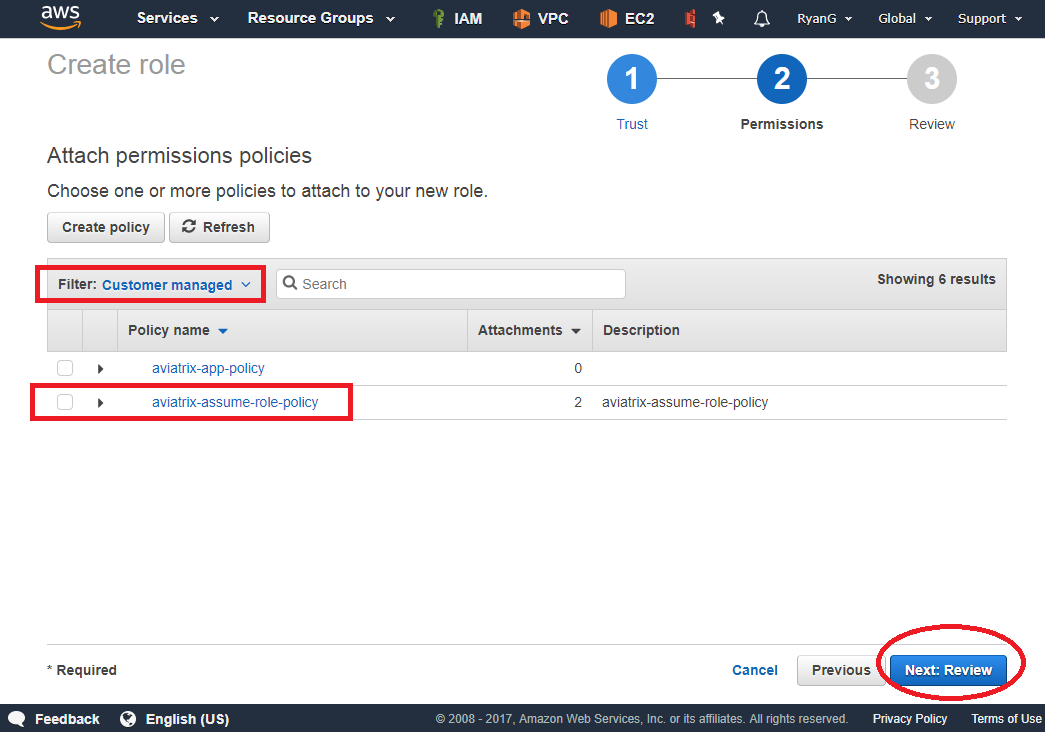 aws Services Resource Groups IAM VPC EC2 RyanG Global Support
Create role
1 2 3
Trust Permissions Review
Attach permissions policies
Choose one or more policies to attach to your new role.
Create policy Refresh
Filter: Customer managed Search Showing 6 results
Policy name Attachments Description
aviatrix-app-policy 0
aviatrix-assume-role-policy 2 aviatrix-assume-role-policy
* Required Cancel Previous Next: Review
Feedback English (US) © 2008 - 2017, Amazon Web Services, Inc. or its affiliates. All rights reserved. Privacy Policy Terms of Use